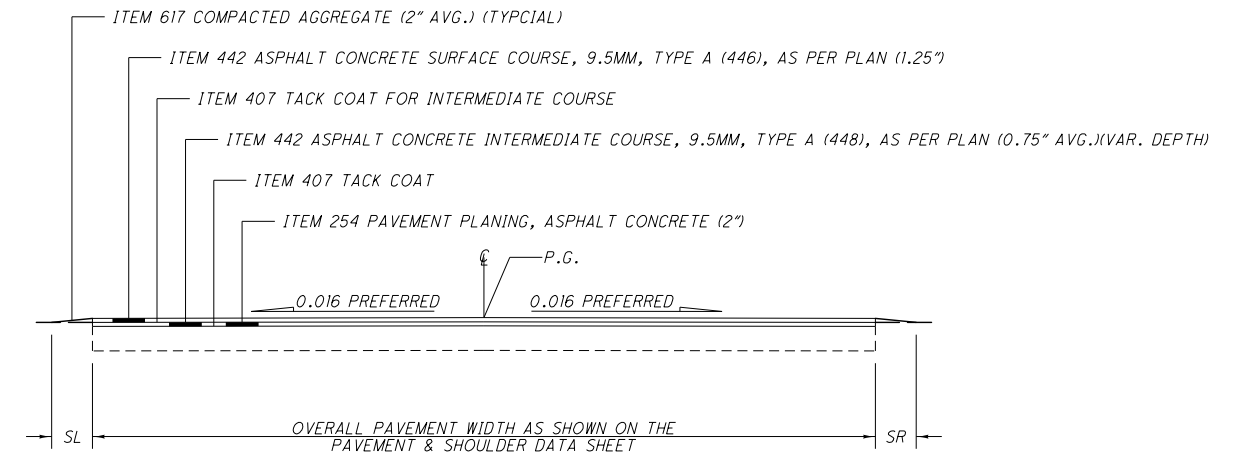 ITEM 617 COMPACTED AGGREGATE (2" AVG.) (TYPCIAL)
ITEM 442 ASPHALT CONCRETE SURFACE COURSE, 9.5MM, TYPE A (446), AS PER PLAN (1.25")
ITEM 407 TACK COAT FOR INTERMEDIATE COURSE
ITEM 442 ASPHALT CONCRETE INTERMEDIATE COURSE, 9.5MM, TYPE A (448), AS PER PLAN (0.75" AVG.)(VAR. DEPTH)
ITEM 407 TACK COAT
ITEM 254 PAVEMENT PLANING, ASPHALT CONCRETE (2")
℄ P.G.
0.016 PREFERRED 0.016 PREFERRED
SL OVERALL PAVEMENT WIDTH AS SHOWN ON THE SR
PAVEMENT & SHOULDER DATA SHEET